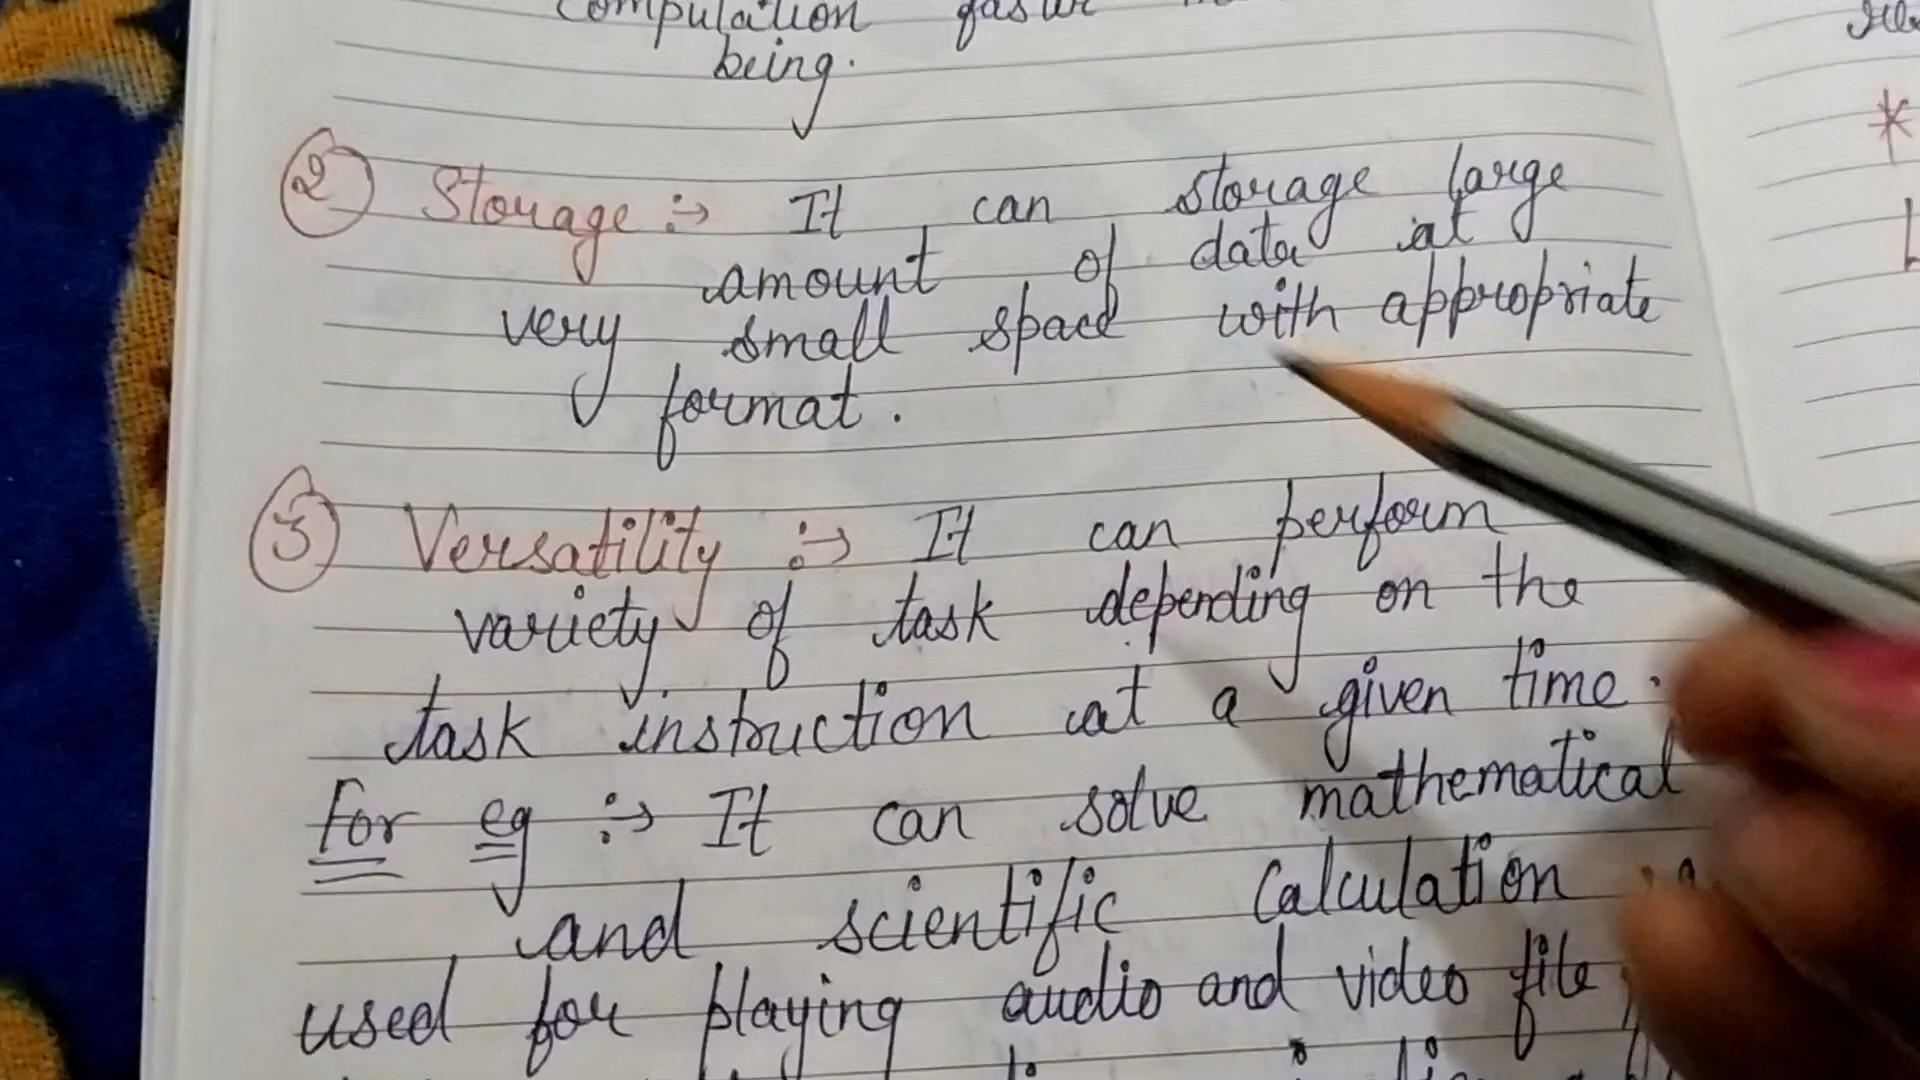 computation faster
being.
② Storage :→ It can storage large
amount of data at
very small space with appropriate
format.
③ Versatility :→ It can perform
variety of task depending on the
task instruction at a given time.
For eg :→ It can solve mathematical
and scientific Calculation
used for playing audio and video file